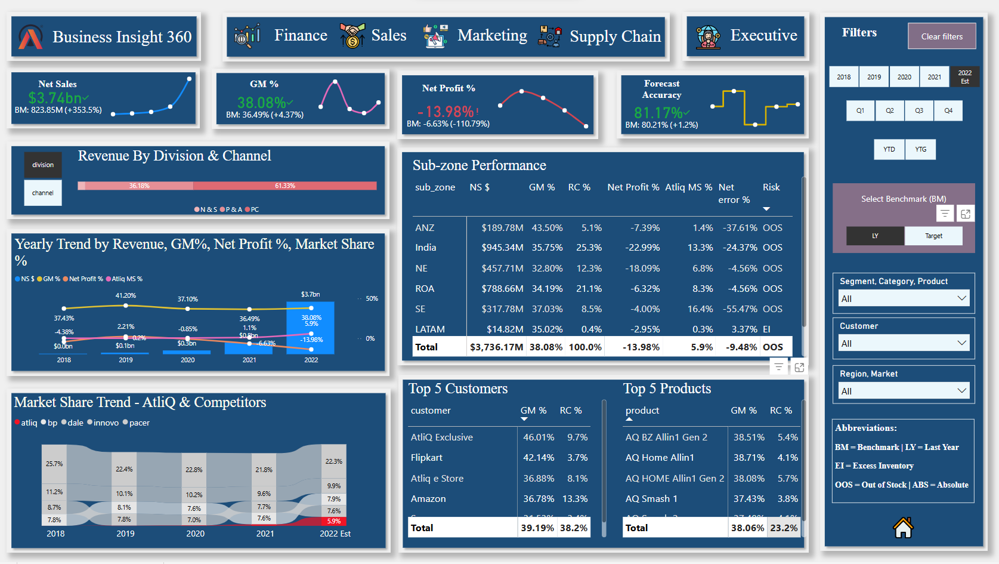 Business Insight 360
Finance
Sales
Marketing
Supply Chain
Executive
Filters
Clear filters
2018
2019
2020
2021
2022
Est
Q1
Q2
Q3
Q4
YTD
YTG
Select Benchmark (BM)
LY
Target
Segment, Category, Product
All
Customer
All
Region, Market
All
Abbreviations:
BM = Benchmark | LY = Last Year
EI = Excess Inventory
OOS = Out of Stock | ABS = Absolute
Net Sales
$3.74bn
BM: 823.85M (+353.5%)
GM %
38.08%
BM: 36.49% (+4.37%)
Net Profit %
-13.98%!
BM: -6.63% (-110.79%)
Forecast
Accuracy
81.17%
BM: 80.21% (+1.2%)
division
channel
Revenue By Division & Channel
36.18%
61.33%
N & S P & A PC
Yearly Trend by Revenue, GM%, Net Profit %, Market Share
%
NS $ GM % Net Profit % Atliq MS %
37.43%
41.20%
37.10%
36.49%
38.08%
-4.38%
2.21%
-0.85%
1.1%
5.9%
0.2%
-6.63%
-13.98%
$0.0bn
$0.1bn
$0.3bn
$0.8bn
$3.7bn
50%
0%
2018
2019
2020
2021
2022
Market Share Trend - AtliQ & Competitors
atliq bp dale innovo pacer
25.7%
22.4%
22.8%
21.8%
22.3%
11.2%
10.1%
10.2%
9.6%
9.9%
8.7%
8.1%
7.6%
7.7%
7.9%
7.8%
7.8%
7.0%
7.6%
7.6%
5.9%
2018
2019
2020
2021
2022 Est
Sub-zone Performance
sub_zone NS $ GM % RC % Net Profit % Atliq MS % Net error % Risk
ANZ $189.78M 43.50% 5.1% -7.39% 1.4% -37.61% OOS
India $945.34M 35.75% 25.3% -22.99% 13.3% -24.37% OOS
NE $457.71M 32.80% 12.3% -18.09% 6.8% -4.56% OOS
ROA $788.66M 34.19% 21.1% -6.32% 8.3% -4.56% OOS
SE $317.78M 37.03% 8.5% -4.00% 16.4% -55.47% OOS
LATAM $14.82M 35.02% 0.4% -2.95% 0.3% 3.37% EI
Total $3,736.17M 38.08% 100.0% -13.98% 5.9% -9.48% OOS
Top 5 Customers
customer GM % RC %
AtliQ Exclusive 46.01% 9.7%
Flipkart 42.14% 3.7%
Atliq e Store 36.88% 8.1%
Amazon 36.78% 13.3%
Total 39.19% 38.2%
Top 5 Products
product GM % RC %
AQ BZ Allin1 Gen 2 38.51% 5.4%
AQ Home Allin1 38.71% 4.1%
AQ HOME Allin1 Gen 2 38.08% 5.7%
AQ Smash 1 37.43% 3.8%
Total 38.06% 23.2%